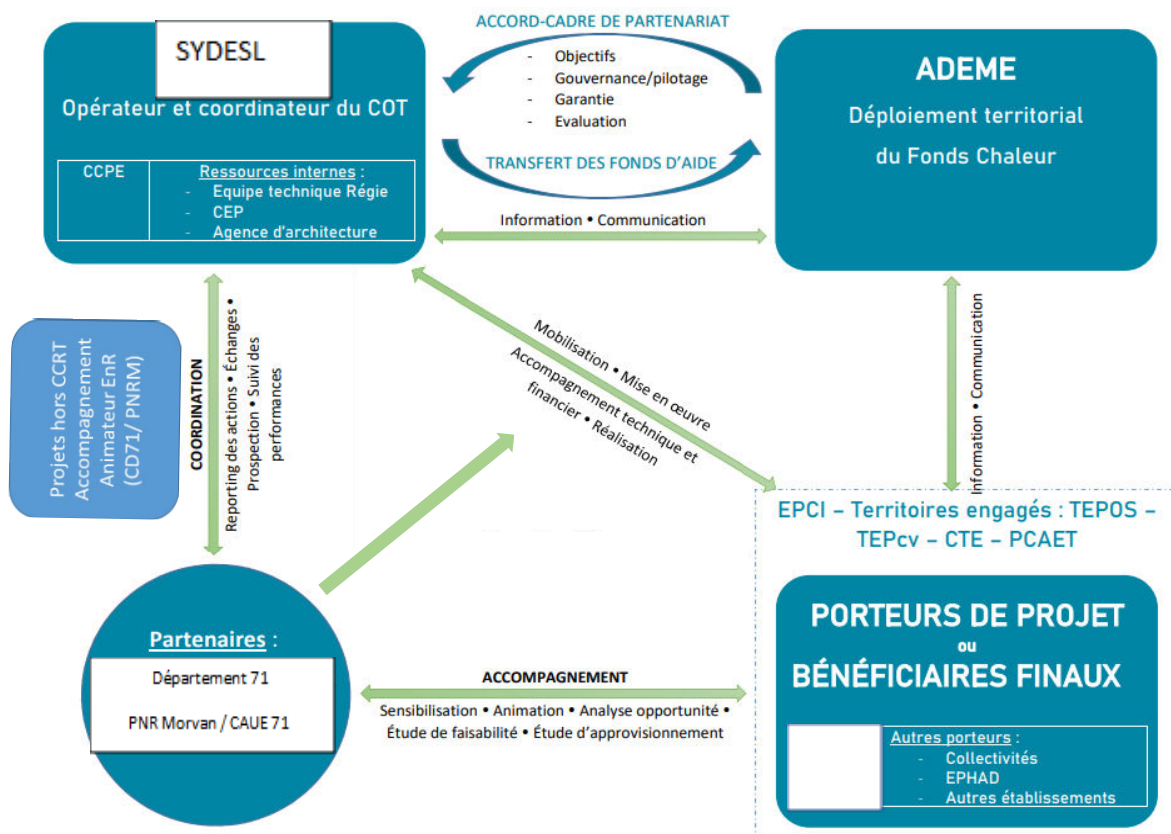 SYDESL
Opérateur et coordinateur du COT
CCPE
Ressources internes :
- Equipe technique Régie
- CEP
- Agence d'architecture
ACCORD-CADRE DE PARTENARIAT
- Objectifs
- Gouvernance/pilotage
- Garantie
- Evaluation
TRANSFERT DES FONDS D'AIDE
Information • Communication
ADEME
Déploiement territorial
du Fonds Chaleur
Projets hors CCRT
Accompagnement
Animateur EnR
(CD71/ PNRM)
COORDINATION
Reporting des actions • Échanges •
Prospection • Suivi des
performances
Mobilisation • Mise en œuvre
Accompagnement technique et
financier • Réalisation
Information • Communication
EPCI – Territoires engagés : TEPOS –
TEPcv – CTE – PCAET
Partenaires :
Département 71
PNR Morvan / CAUE 71
ACCOMPAGNEMENT
Sensibilisation • Animation • Analyse opportunité •
Étude de faisabilité • Étude d'approvisionnement
PORTEURS DE PROJET
ou
BÉNÉFICIAIRES FINAUX
Autres porteurs :
- Collectivités
- EPHAD
- Autres établissements